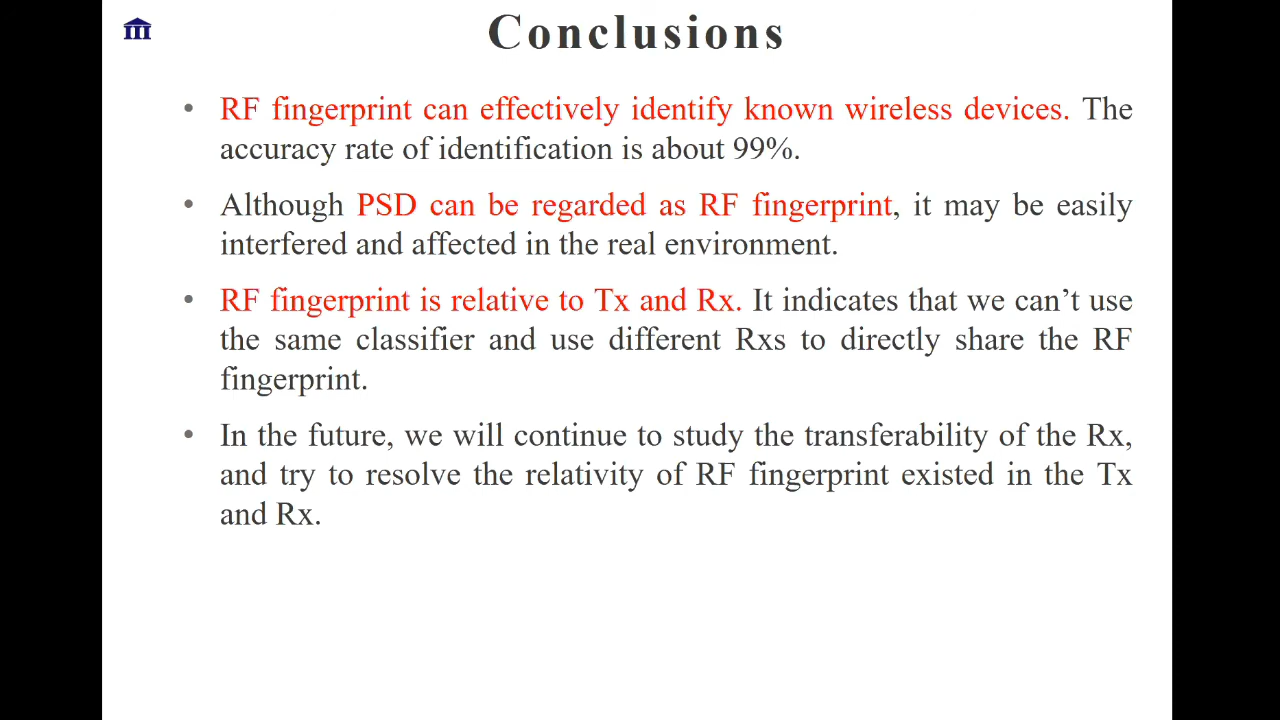 Conclusions
• RF fingerprint can effectively identify known wireless devices. The
accuracy rate of identification is about 99%.
• Although PSD can be regarded as RF fingerprint, it may be easily
interfered and affected in the real environment.
• RF fingerprint is relative to Tx and Rx. It indicates that we can’t use
the same classifier and use different Rxs to directly share the RF
fingerprint.
• In the future, we will continue to study the transferability of the Rx,
and try to resolve the relativity of RF fingerprint existed in the Tx
and Rx.